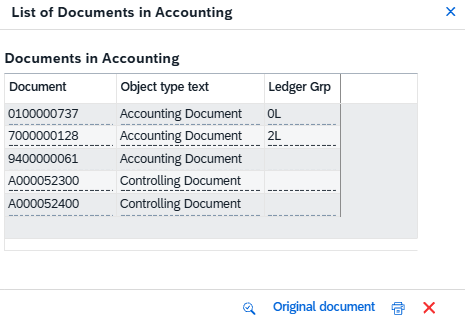 List of Documents in Accounting
Documents in Accounting
Document Object type text Ledger Grp
0100000737 Accounting Document 0L
7000000128 Accounting Document 2L
9400000061 Accounting Document
A000052300 Controlling Document
A000052400 Controlling Document
Original document